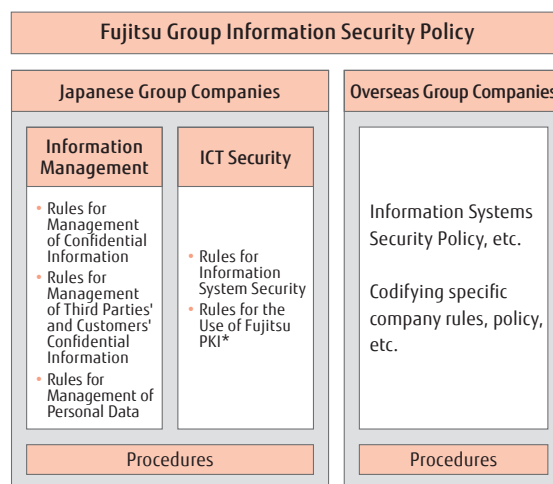 Fujitsu Group Information Security Policy
Japanese Group Companies
Information
Management
• Rules for
Management
of Confidential
Information
• Rules for
Management
of Third Parties'
and Customers'
Confidential
Information
• Rules for
Management of
Personal Data
ICT Security
• Rules for
Information
System Security
• Rules for the
Use of Fujitsu
PKI*
Procedures
Overseas Group Companies
Information Systems
Security Policy, etc.
Codifying specific
company rules, policy,
etc.
Procedures